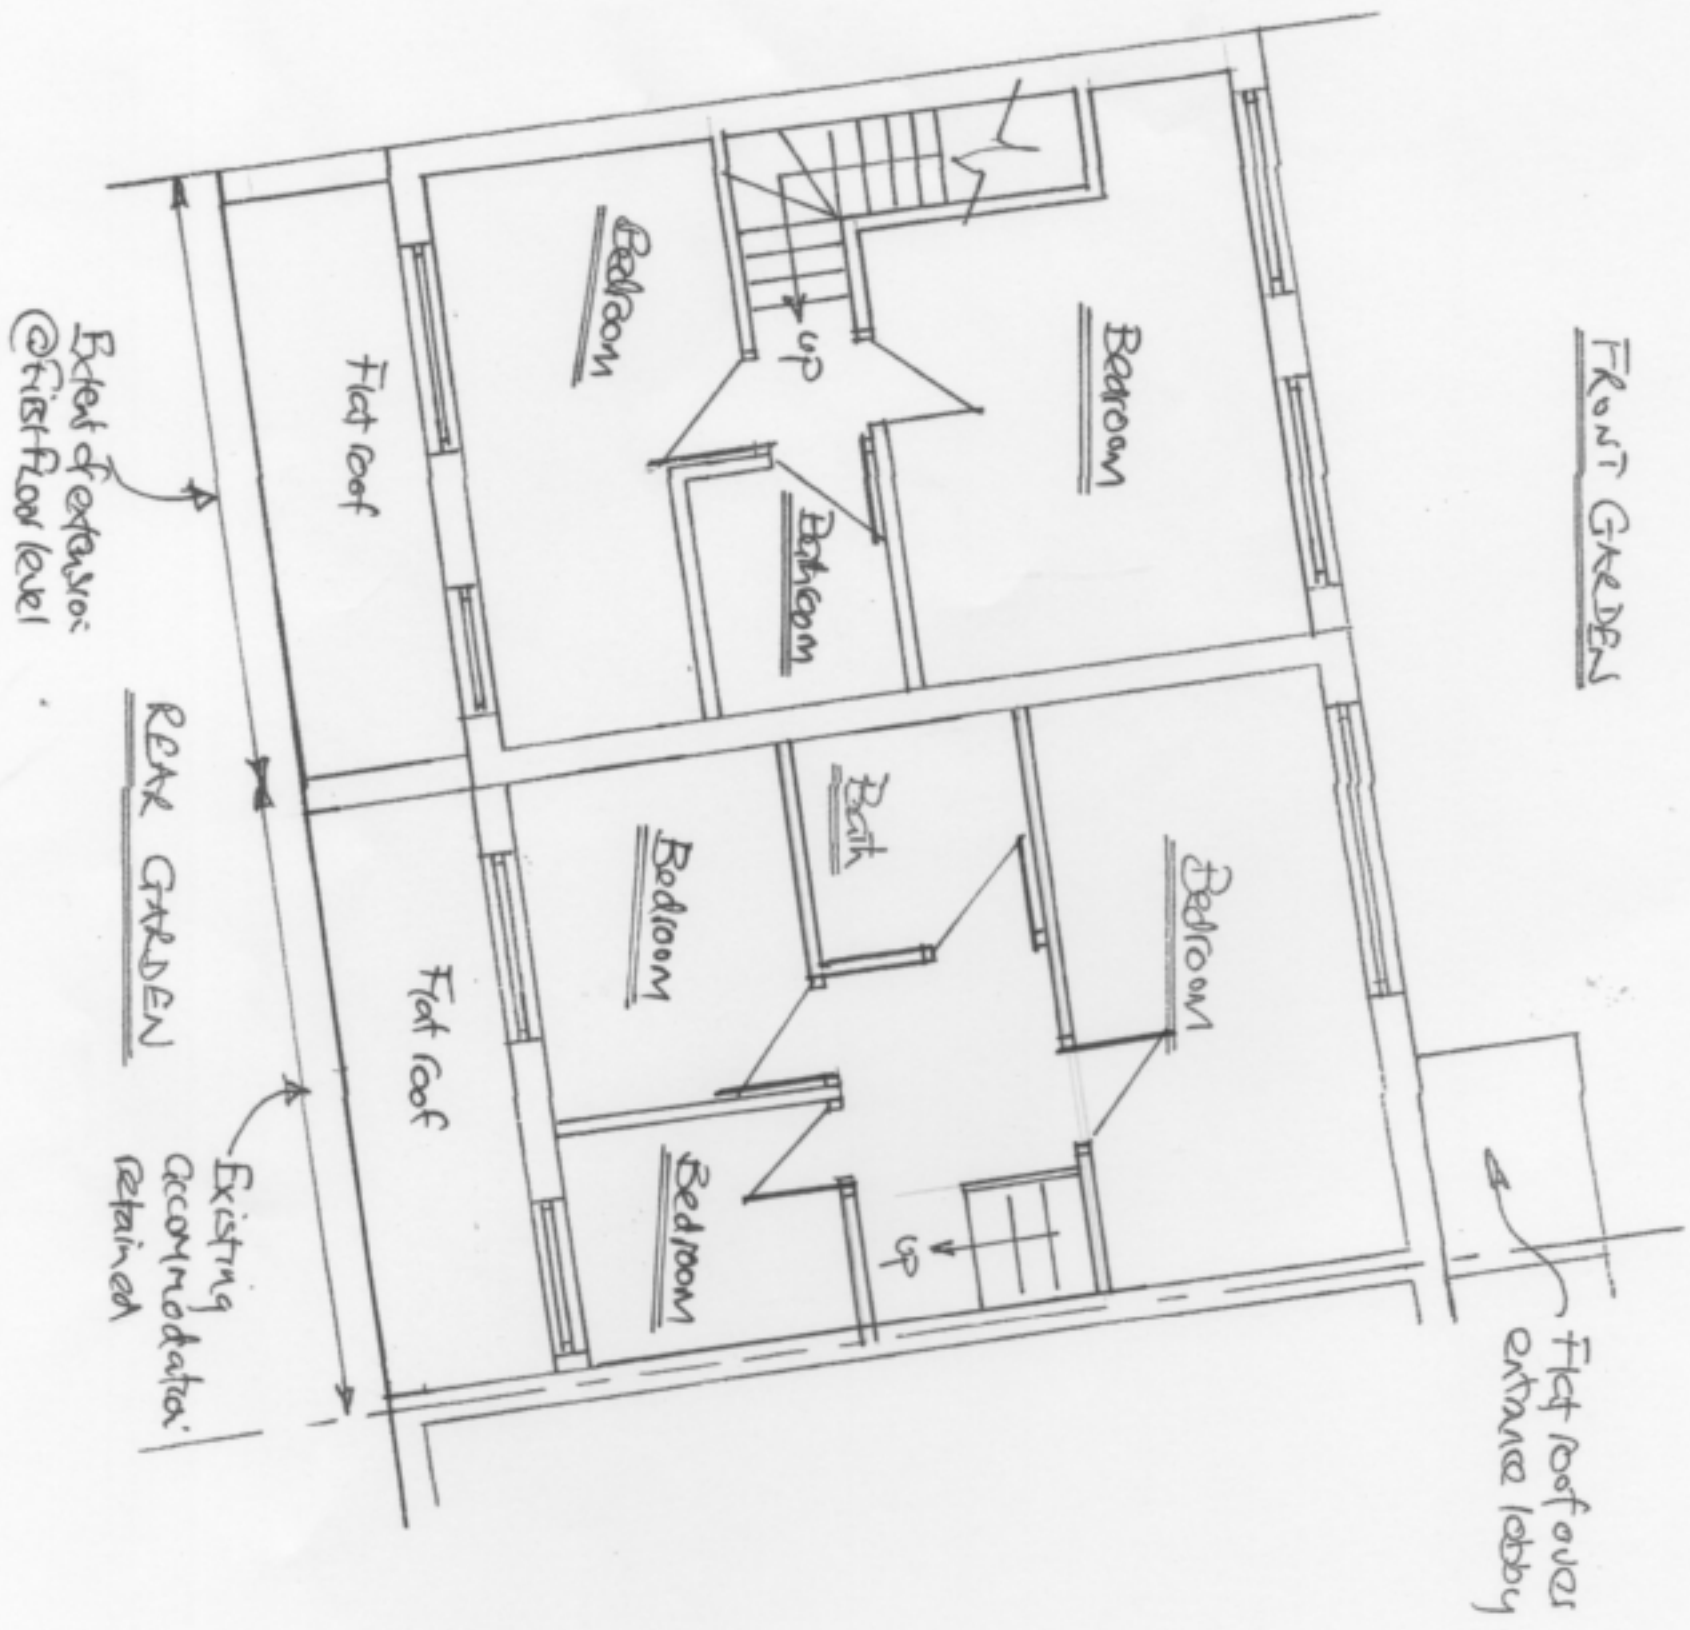 FRONT GARDEN
Flat roof over
entrance lobby
Bedroom
Bedroom
up
Bathroom
Bath
up
Bedroom
Bedroom
Bedroom
Flat roof
Flat roof
Extent of extension
@ First floor level
REAR GARDEN
Existing
accommodation
retained